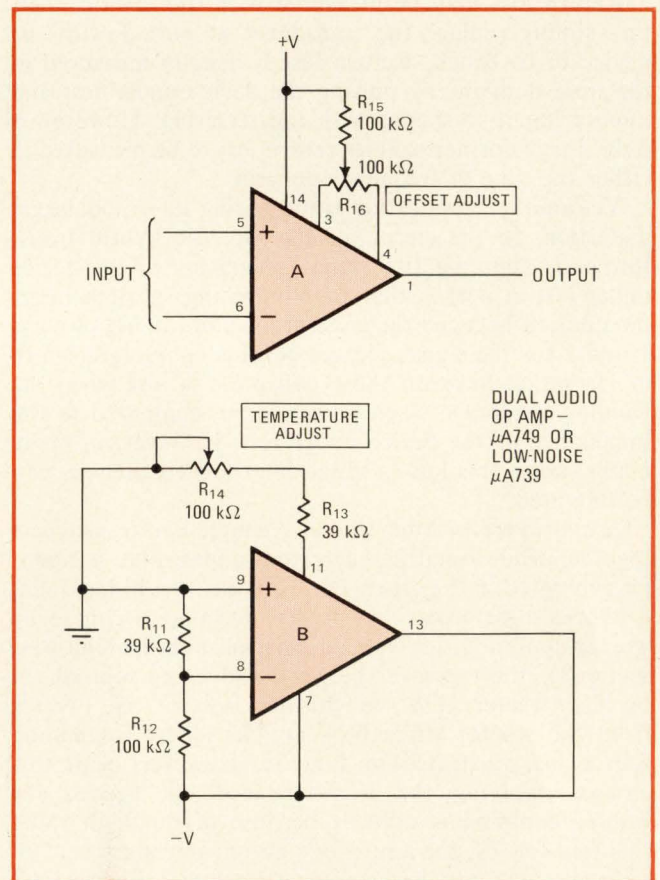 +V
R15
100 kΩ
100 kΩ
R16
OFFSET ADJUST
14
3
4
5
+
INPUT
A
6
−
1
OUTPUT
TEMPERATURE
ADJUST
DUAL AUDIO
OP AMP –
μA749 OR
LOW-NOISE
μA739
R14
100 kΩ
R13
39 kΩ
11
9
+
R11
39 kΩ
B
13
8
−
7
R12
100 kΩ
−V